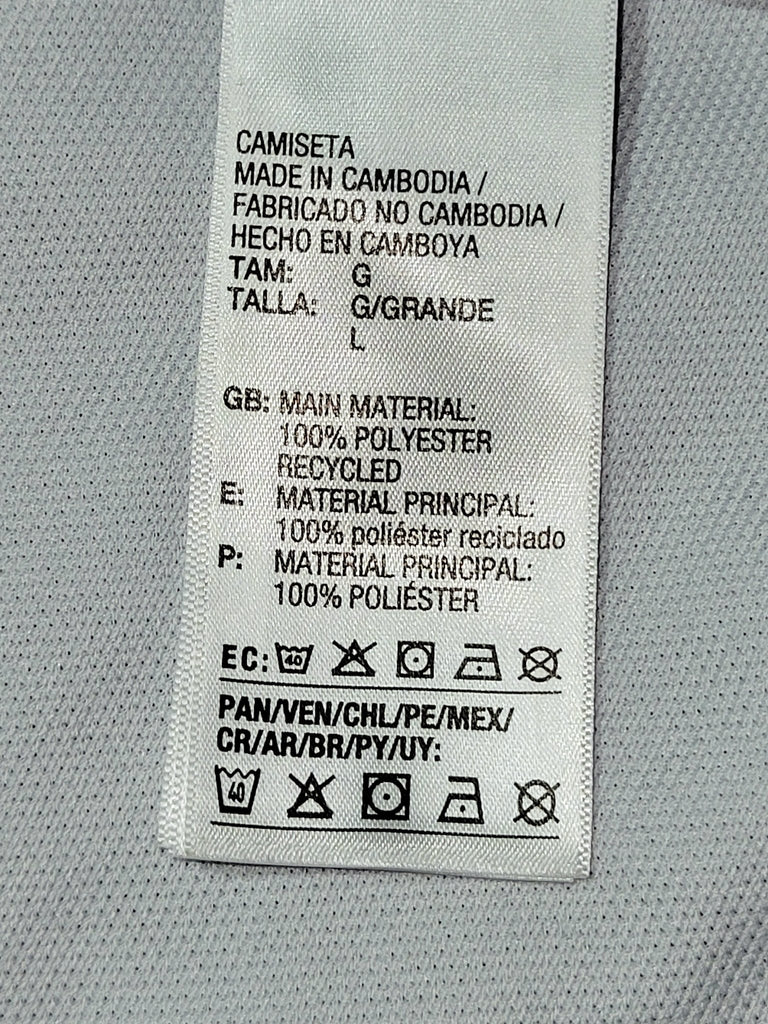 CAMISETA
MADE IN CAMBODIA /
FABRICADO NO CAMBODIA /
HECHO EN CAMBOYA
TAM: G
TALLA: G/GRANDE
L
GB: MAIN MATERIAL:
100% POLYESTER
RECYCLED
E: MATERIAL PRINCIPAL:
100% poliéster reciclado
P: MATERIAL PRINCIPAL:
100% POLIÉSTER
EC: 40
PAN/VEN/CHL/PE/MEX/
CR/AR/BR/PY/UY:
40